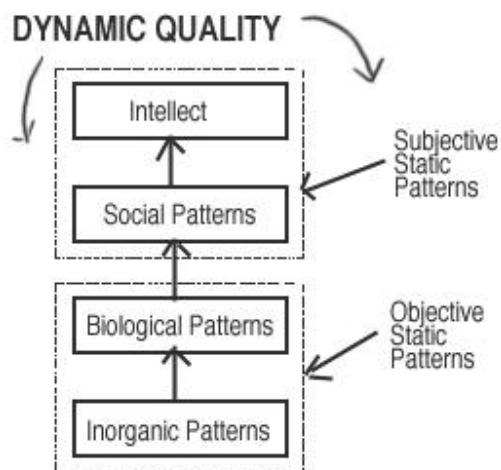 DYNAMIC QUALITY
Intellect
Subjective
Static
Patterns
Social Patterns
Biological Patterns
Objective
Static
Patterns
Inorganic Patterns